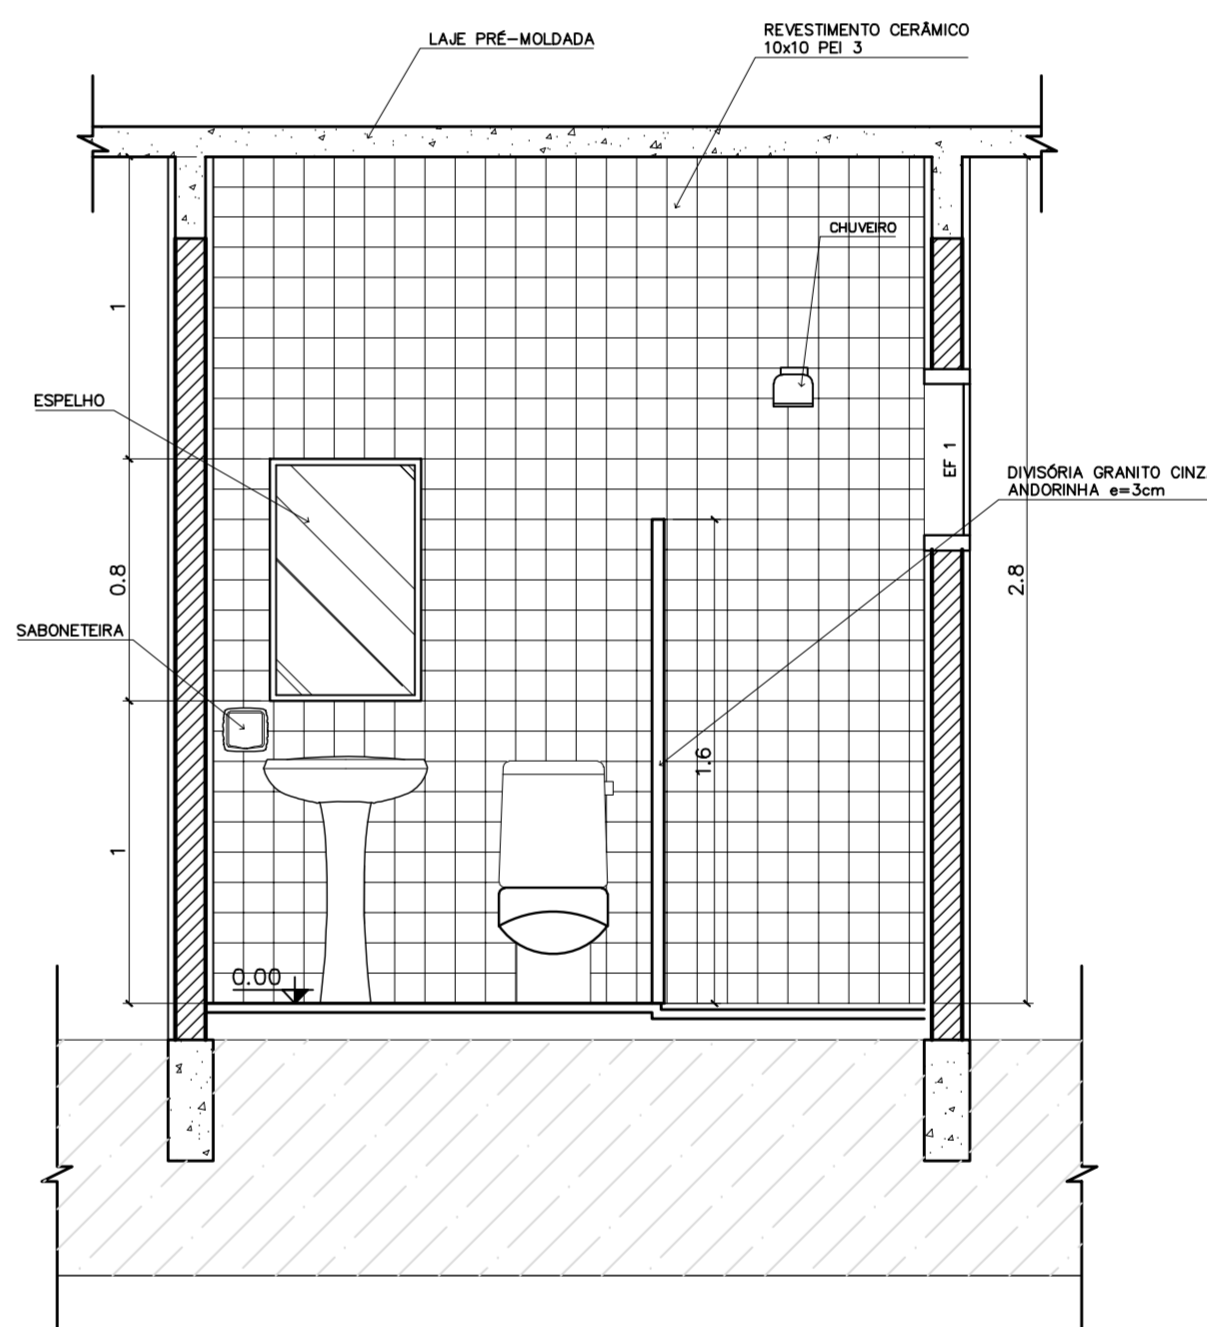 LAJE PRÉ-MOLDADA
REVESTIMENTO CERÂMICO
10x10 PEI 3
CHUVEIRO
1
ESPELHO
EF 1
DIVISÓRIA GRANITO CINZ
ANDORINHA e=3cm
0.8
2.8
SABONETEIRA
1.6
1
0.00